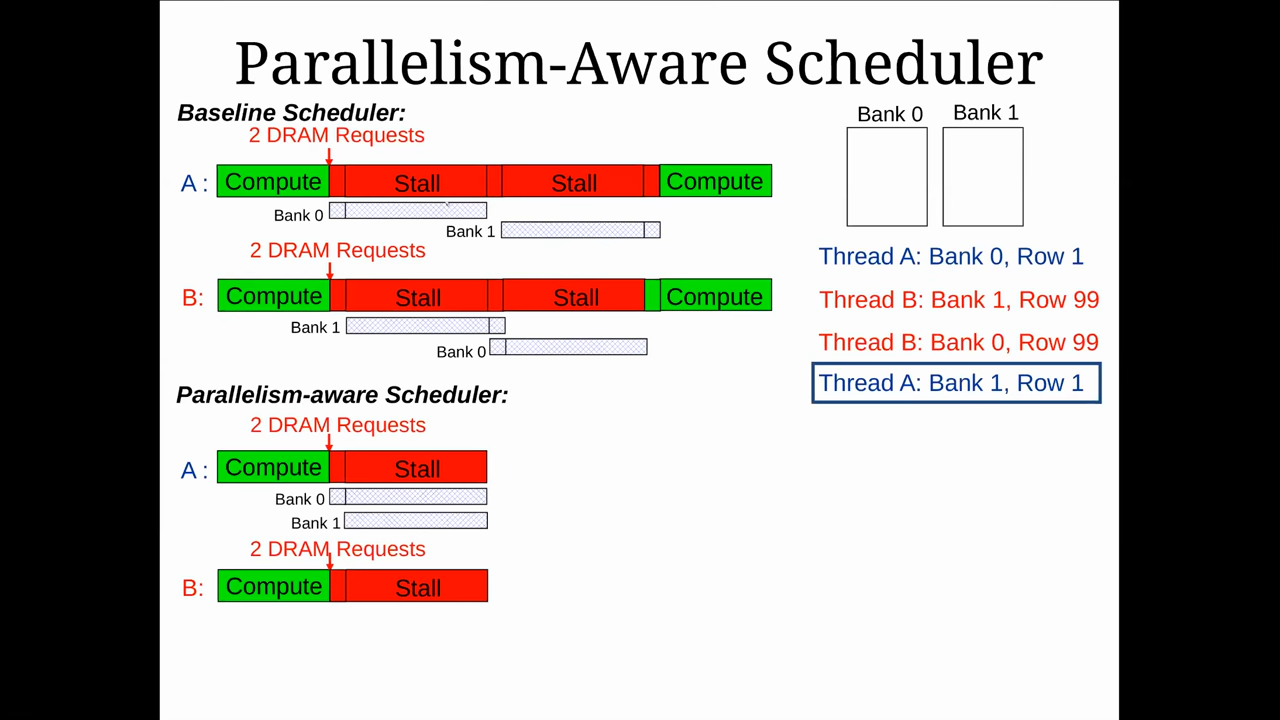 Parallelism-Aware Scheduler
Baseline Scheduler:
2 DRAM Requests
A : Compute Stall Stall Compute
Bank 0
Bank 1
2 DRAM Requests
B: Compute Stall Stall Compute
Bank 1
Bank 0
Parallelism-aware Scheduler:
2 DRAM Requests
A : Compute Stall
Bank 0
Bank 1
2 DRAM Requests
B: Compute Stall
Bank 0 Bank 1
Thread A: Bank 0, Row 1
Thread B: Bank 1, Row 99
Thread B: Bank 0, Row 99
Thread A: Bank 1, Row 1